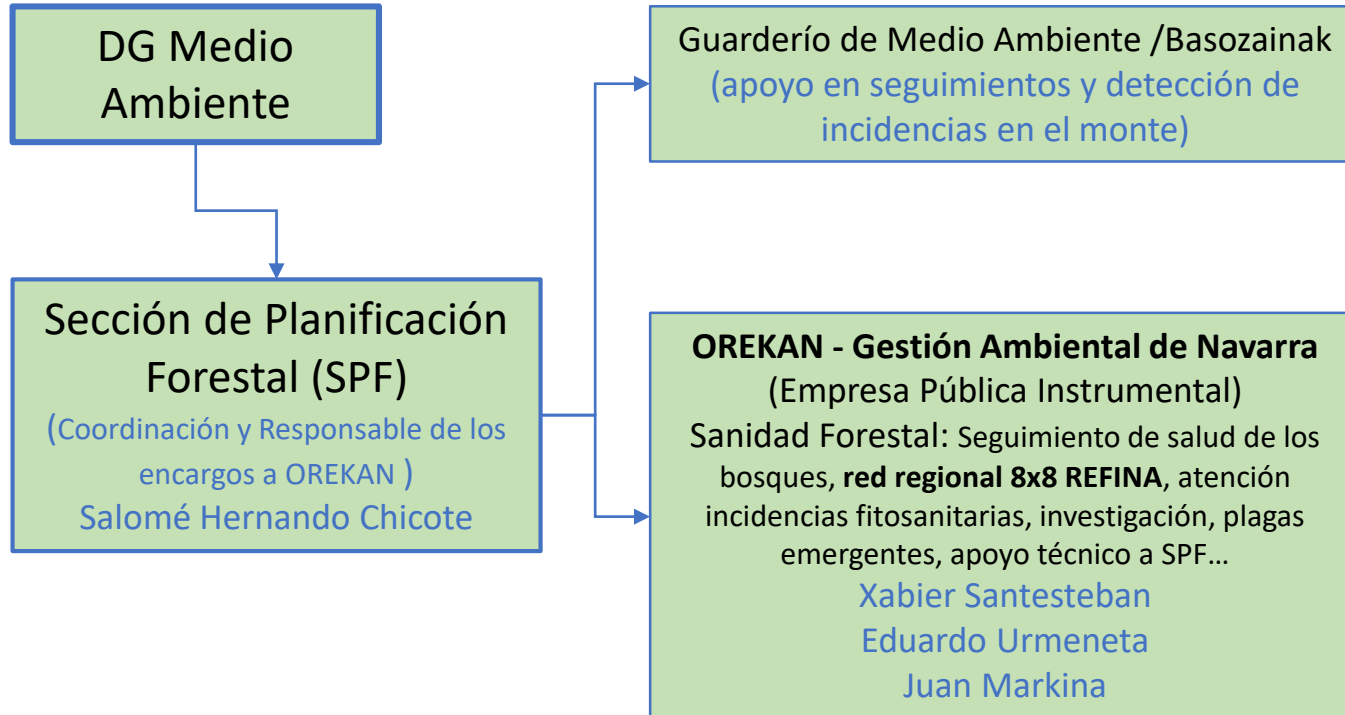 DG Medio
Ambiente
Sección de Planificación
Forestal (SPF)
(Coordinación y Responsable de los
encargos a OREKAN )
Salomé Hernando Chicote
Guarderío de Medio Ambiente /Basozainak
(apoyo en seguimientos y detección de
incidencias en el monte)
OREKAN - Gestión Ambiental de Navarra
(Empresa Pública Instrumental)
Sanidad Forestal: Seguimiento de salud de los
bosques, red regional 8x8 REFINA, atención
incidencias fitosanitarias, investigación, plagas
emergentes, apoyo técnico a SPF…
Xabier Santesteban
Eduardo Urmeneta
Juan Markina